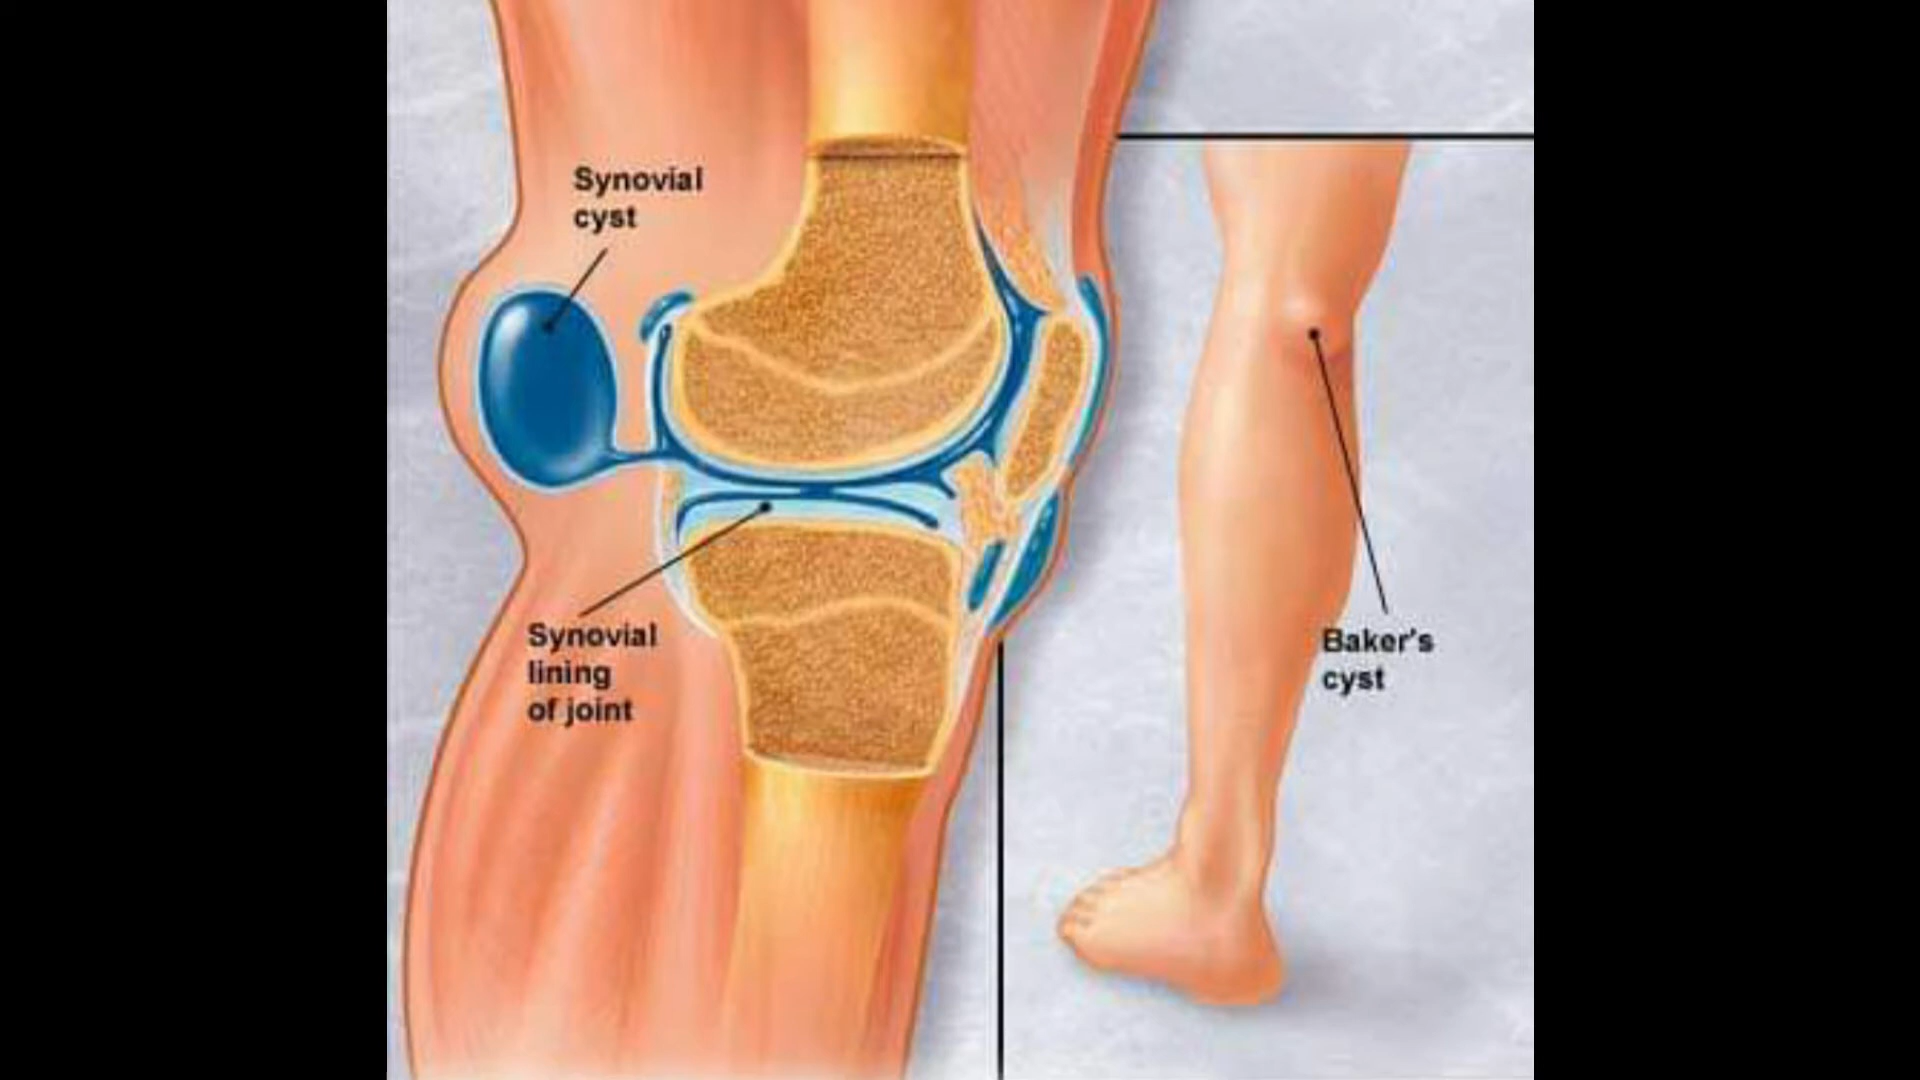 Synovial
cyst
Synovial
lining
of joint
Baker's
cyst